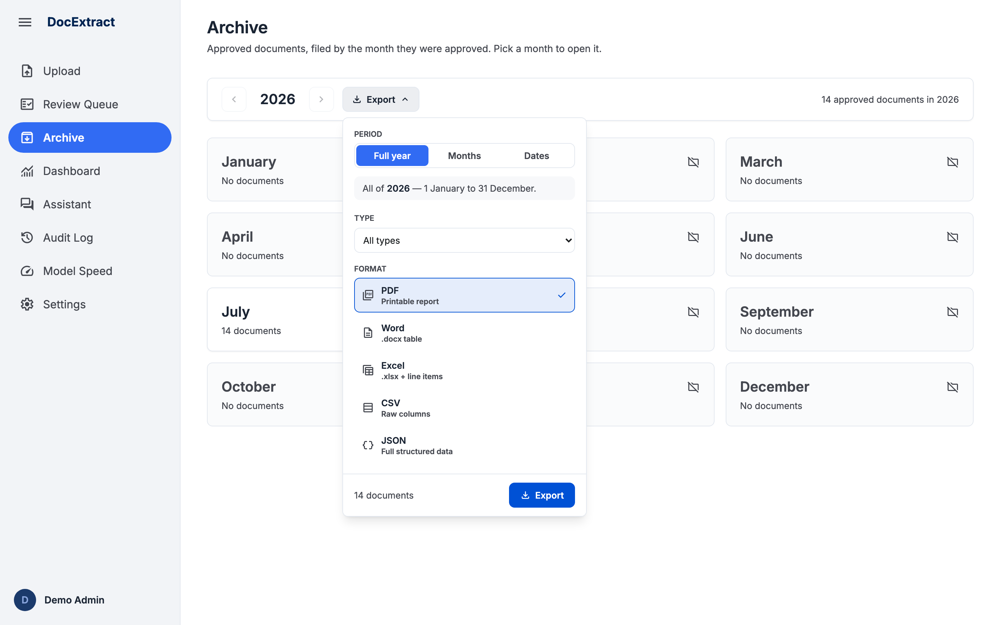 DocExtract
Upload
Review Queue
Archive
Dashboard
Assistant
Audit Log
Model Speed
Settings
D
Demo Admin
Archive
Approved documents, filed by the month they were approved. Pick a month to open it.
2026
Export
14 approved documents in 2026
PERIOD
Full year
Months
Dates
All of 2026 — 1 January to 31 December.
TYPE
All types
FORMAT
PDF
PDF
Printable report
Word
.docx table
Excel
.xlsx + line items
CSV
Raw columns
JSON
Full structured data
14 documents
Export
January
No documents
March
No documents
April
No documents
June
No documents
July
14 documents
September
No documents
October
No documents
December
No documents